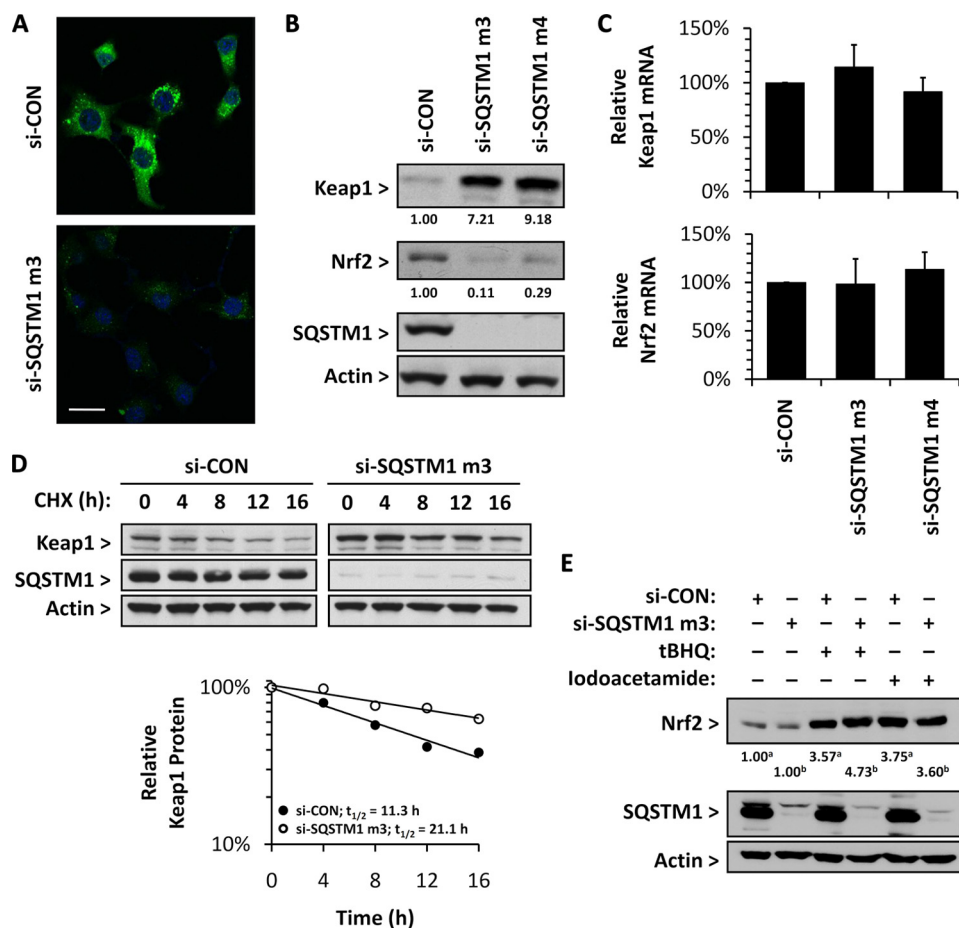 A
si-CON
si-SQSTM1 m3
B
si-CON
si-SQSTM1 m3
si-SQSTM1 m4
Keap1 >
1.00 7.21 9.18
Nrf2 >
1.00 0.11 0.29
SQSTM1 >
Actin >
C
Relative
Keap1 mRNA
150%
100%
50%
0%
Relative
Nrf2 mRNA
150%
100%
50%
0%
si-CON
si-SQSTM1 m3
si-SQSTM1 m4
D
si-CON si-SQSTM1 m3
CHX (h): 0 4 8 12 16 0 4 8 12 16
Keap1 >
SQSTM1 >
Actin >
Relative
Keap1 Protein
100%
10%
si-CON; t1/2 = 11.3 h
si-SQSTM1 m3; t1/2 = 21.1 h
0 4 8 12 16
Time (h)
E
si-CON: + – + – + –
si-SQSTM1 m3: – + – + – +
tBHQ: – – + + – –
Iodoacetamide: – – – – + +
Nrf2 >
1.00a 3.57a 3.75a
1.00b 4.73b 3.60b
SQSTM1 >
Actin >